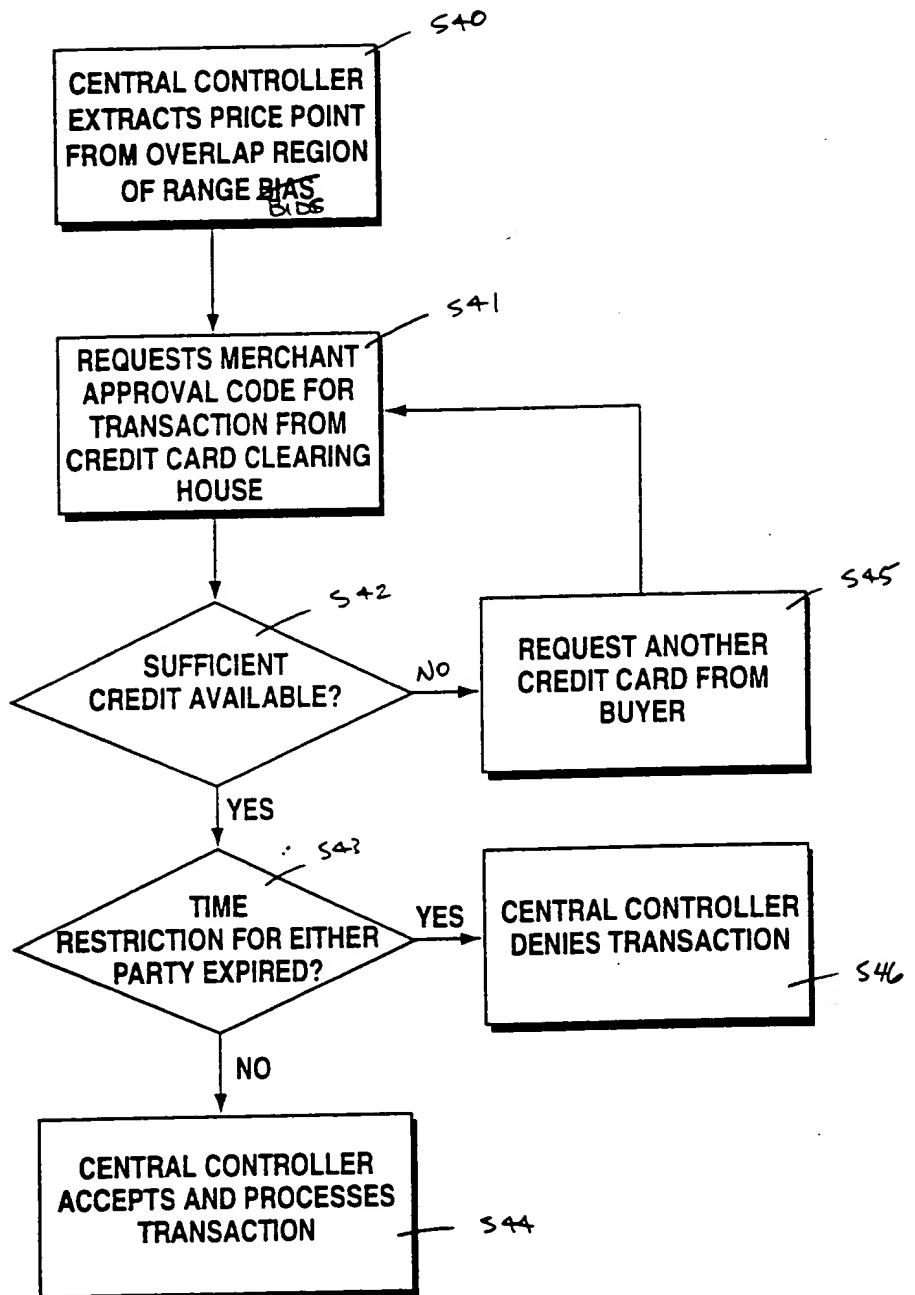 S40
CENTRAL CONTROLLER
EXTRACTS PRICE POINT
FROM OVERLAP REGION
OF RANGE BIAS
BIDS
S41
REQUESTS MERCHANT
APPROVAL CODE FOR
TRANSACTION FROM
CREDIT CARD CLEARING
HOUSE
S42
SUFFICIENT
CREDIT AVAILABLE?
NO
S45
REQUEST ANOTHER
CREDIT CARD FROM
BUYER
YES
S43
TIME
RESTRICTION FOR EITHER
PARTY EXPIRED?
YES
CENTRAL CONTROLLER
DENIES TRANSACTION
S46
NO
CENTRAL CONTROLLER
ACCEPTS AND PROCESSES
TRANSACTION
S44